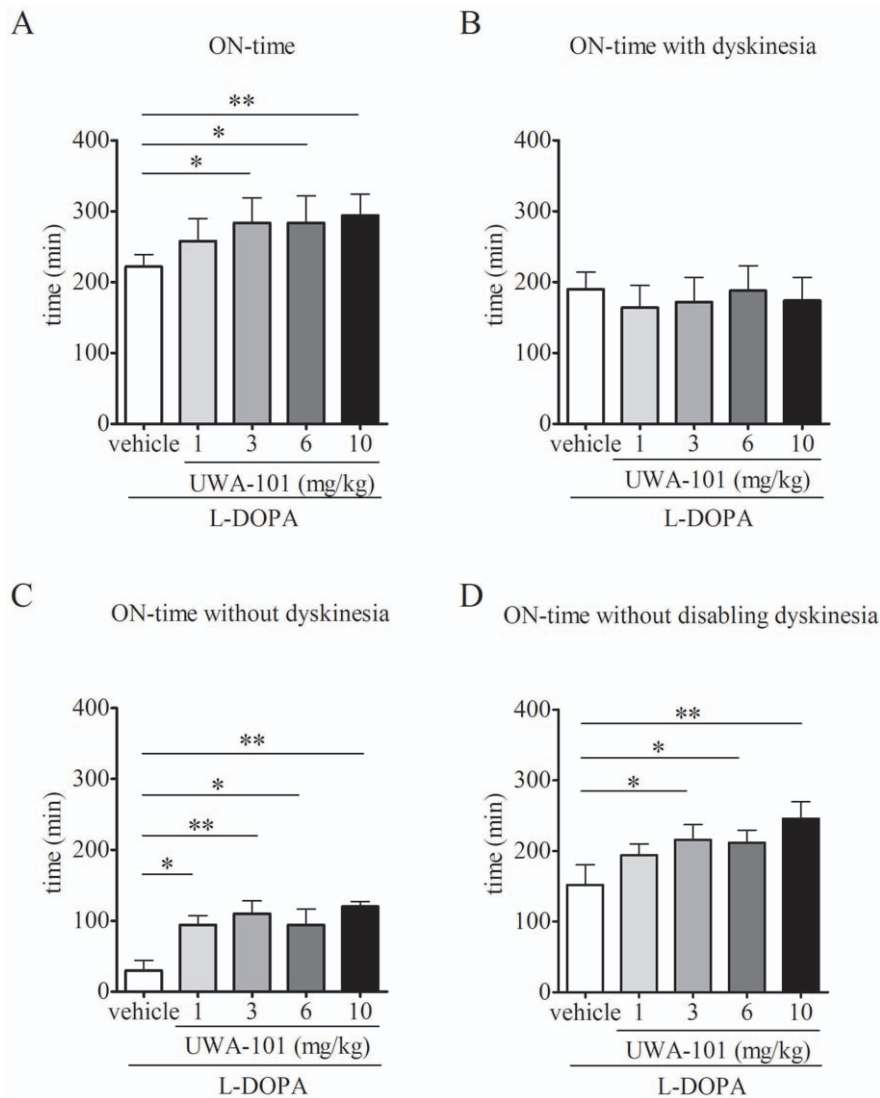 A
ON-time
**
*
*
400
300
200
100
0
time (min)
vehicle 1 3 6 10
UWA-101 (mg/kg)
L-DOPA
B
ON-time with dyskinesia
400
300
200
100
0
time (min)
vehicle 1 3 6 10
UWA-101 (mg/kg)
L-DOPA
C
ON-time without dyskinesia
400
300
200
100
0
time (min)
**
*
**
*
vehicle 1 3 6 10
UWA-101 (mg/kg)
L-DOPA
D
ON-time without disabling dyskinesia
400
300
200
100
0
time (min)
**
*
*
vehicle 1 3 6 10
UWA-101 (mg/kg)
L-DOPA